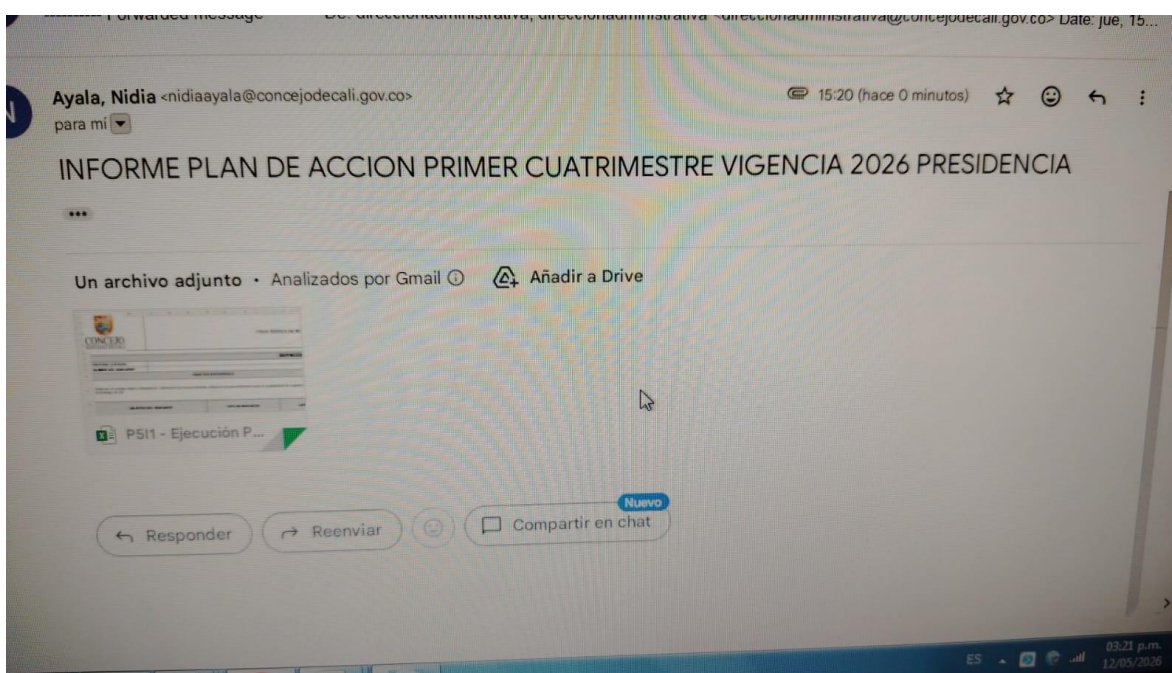 ---------- Forwarded message De: direccionadministrativa, direccionadministrativa <direccionadministrativa@concejodecali.gov.co> Date: jue, 15...
N
Ayala, Nidia <nidiaayala@concejodecali.gov.co>
15:20 (hace 0 minutos)
para mí
INFORME PLAN DE ACCION PRIMER CUATRIMESTRE VIGENCIA 2026 PRESIDENCIA
Un archivo adjunto • Analizados por Gmail
Añadir a Drive
CONCEJO
P5I1 - Ejecución P...
Nuevo
Responder
Reenviar
Compartir en chat
ES
03:21 p.m.
12/05/2026